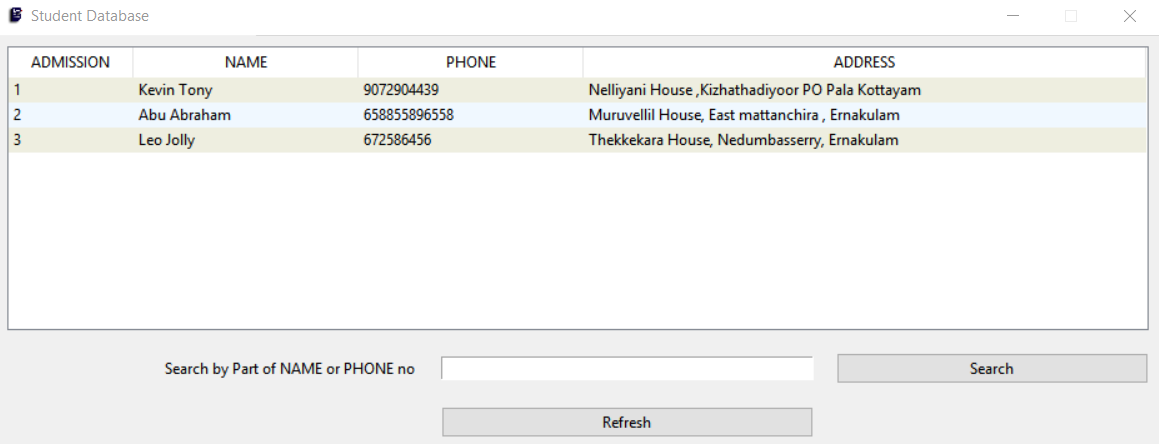 Student Database
ADMISSION NAME PHONE ADDRESS
1 Kevin Tony 9072904439 Nelliyani House ,Kizhathadiyoor PO Pala Kottayam
2 Abu Abraham 658855896558 Muruvellil House, East mattanchira , Ernakulam
3 Leo Jolly 672586456 Thekkekara House, Nedumbasserry, Ernakulam
Search by Part of NAME or PHONE no Search
Refresh